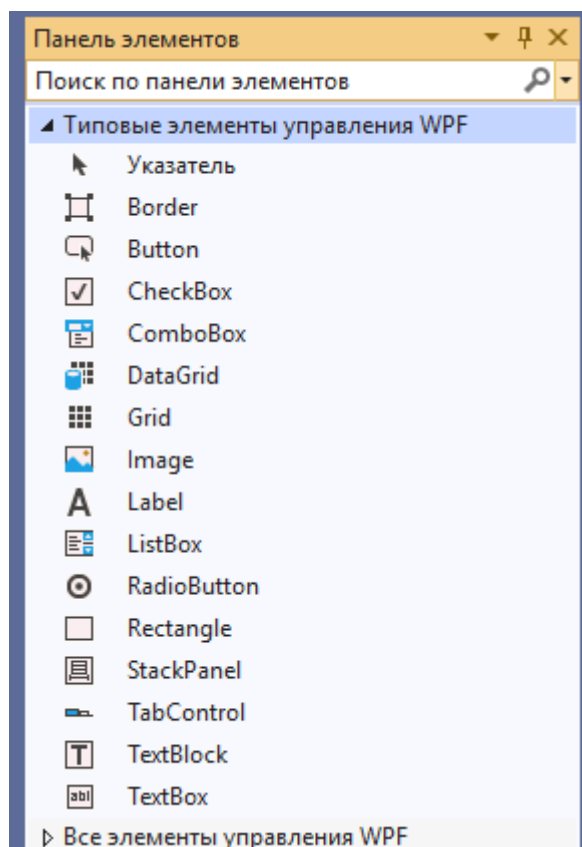 Панель элементов
Поиск по панели элементов
Типовые элементы управления WPF
Указатель
Border
Button
CheckBox
ComboBox
DataGrid
Grid
Image
A Label
ListBox
RadioButton
Rectangle
StackPanel
TabControl
T TextBlock
abl TextBox
Все элементы управления WPF